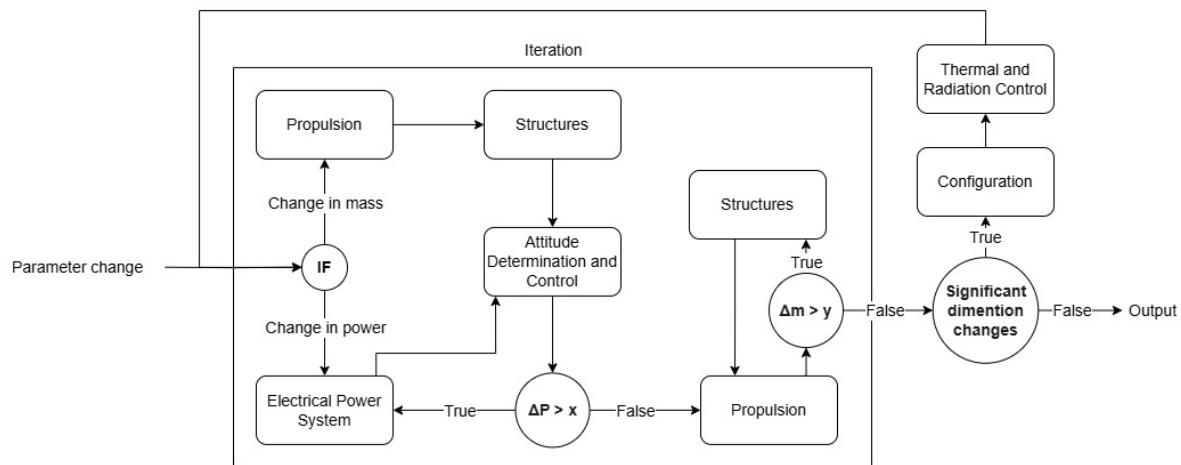 Iteration
Thermal and
Radiation Control
Propulsion
Structures
Configuration
Structures
Change in mass
True
Attitude
Determination and
Control
True
Parameter change
IF
Significant
dimention
changes
Δm > y
False
False
Output
Change in power
Electrical Power
System
True
ΔP > x
False
Propulsion